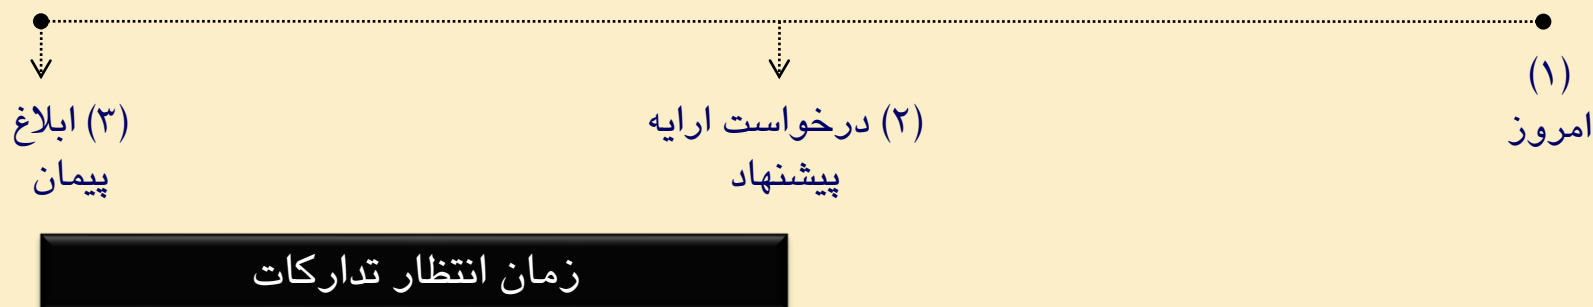 (۱)
امروز
(۲) درخواست ارایه
پیشنهاد
(۳) ابلاغ
پیمان
زمان انتظار تدارکات